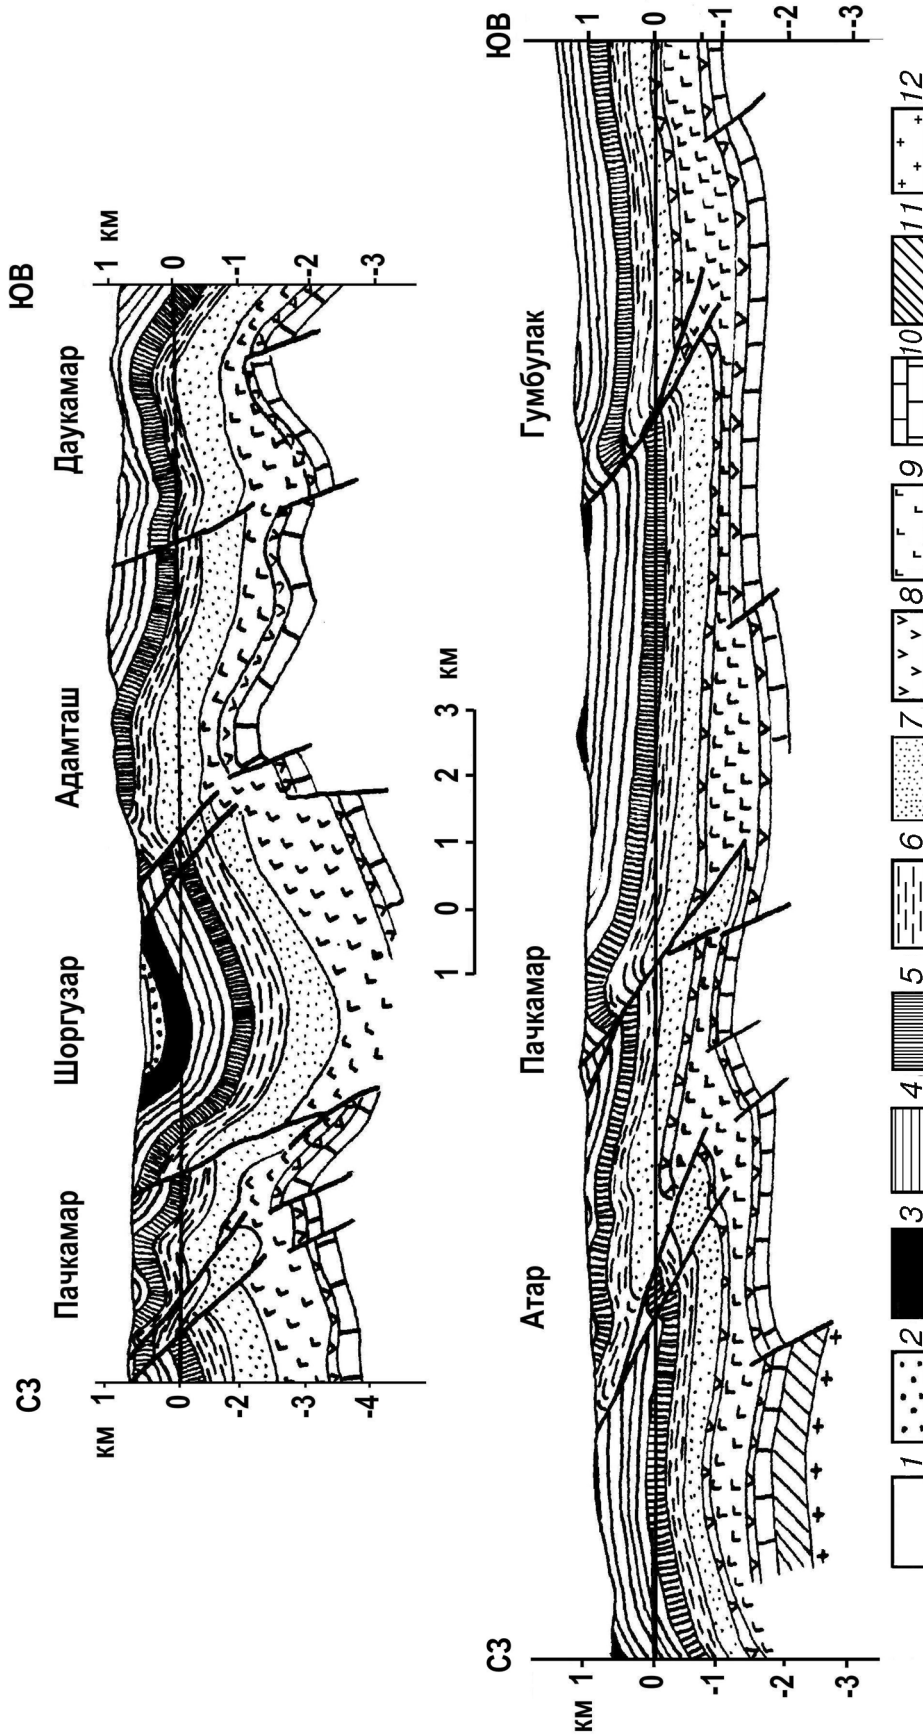 СЗ
ЮВ
Пачкамар
Шоргузар
Адамташ
Даукамар
км
1
0
-2
-3
-4
1 км
0
-1
-2
-3
1 0 1 2 3 км
СЗ
ЮВ
Атар
Пачкамар
Гумбулак
км
1
0
-1
-2
-3
1
0
-1
-2
-3
1 2 3 4 5 6 7 8 9 10 11 12